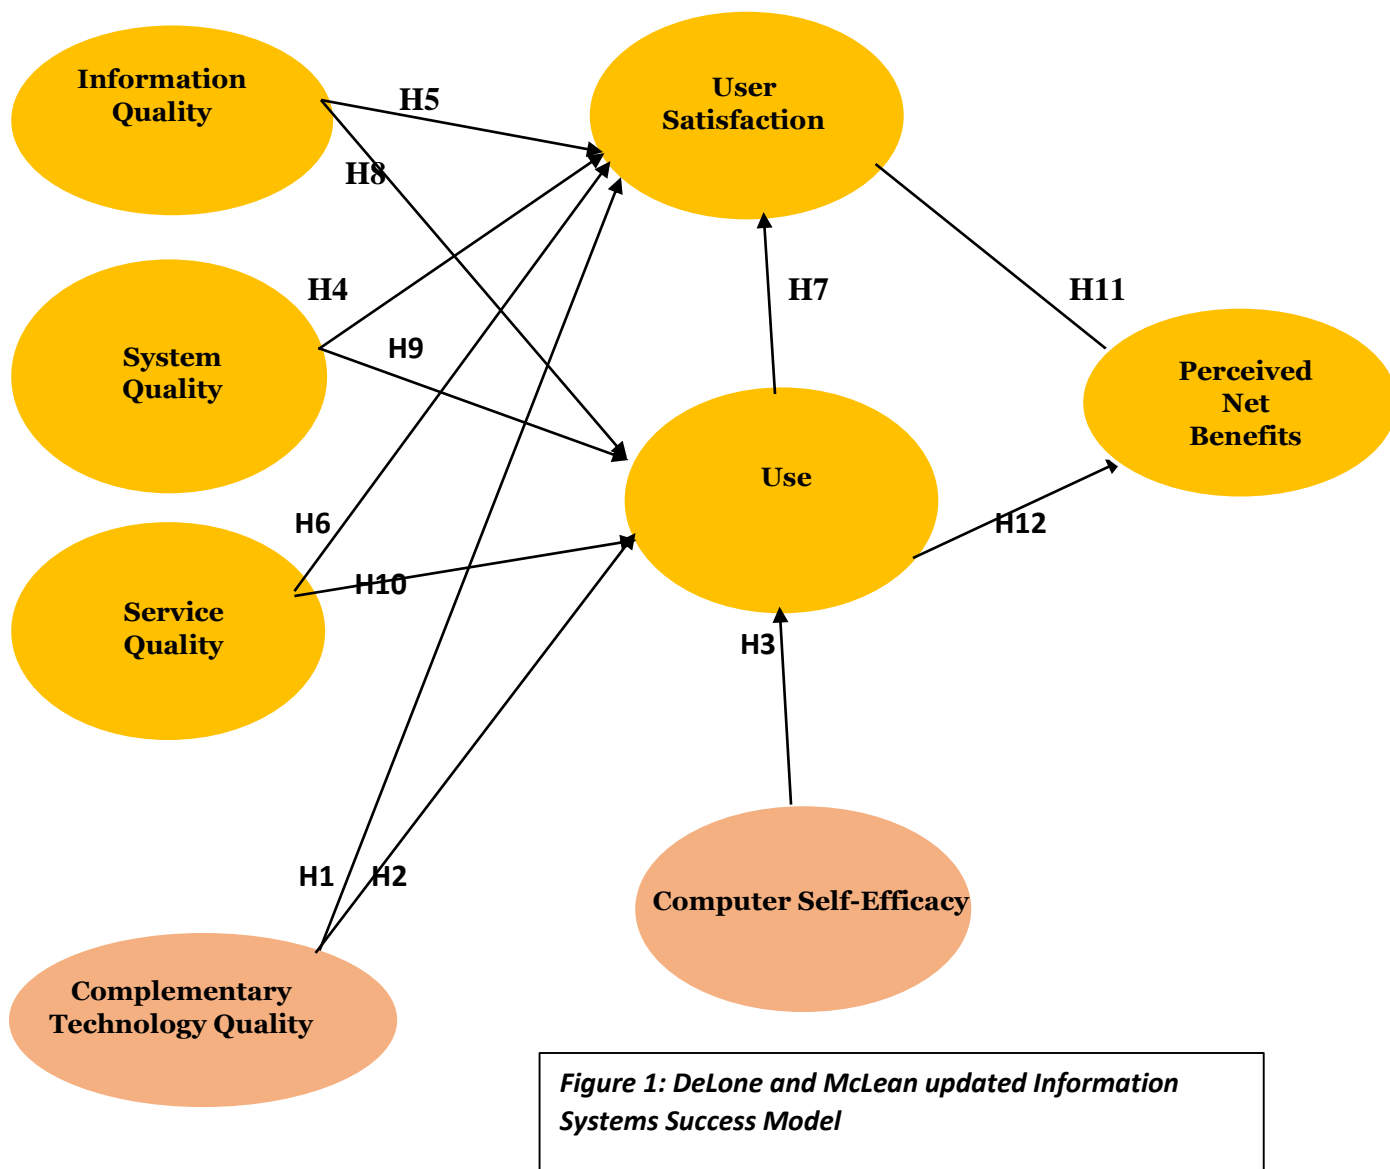 Information
Quality
H5
User
Satisfaction
H8
H4
System
Quality
H9
H7
H11
Perceived
Net
Benefits
Use
H6
H10
H12
Service
Quality
H3
H1
H2
Computer Self-Efficacy
Complementary
Technology Quality
Figure 1: DeLone and McLean updated Information
Systems Success Model